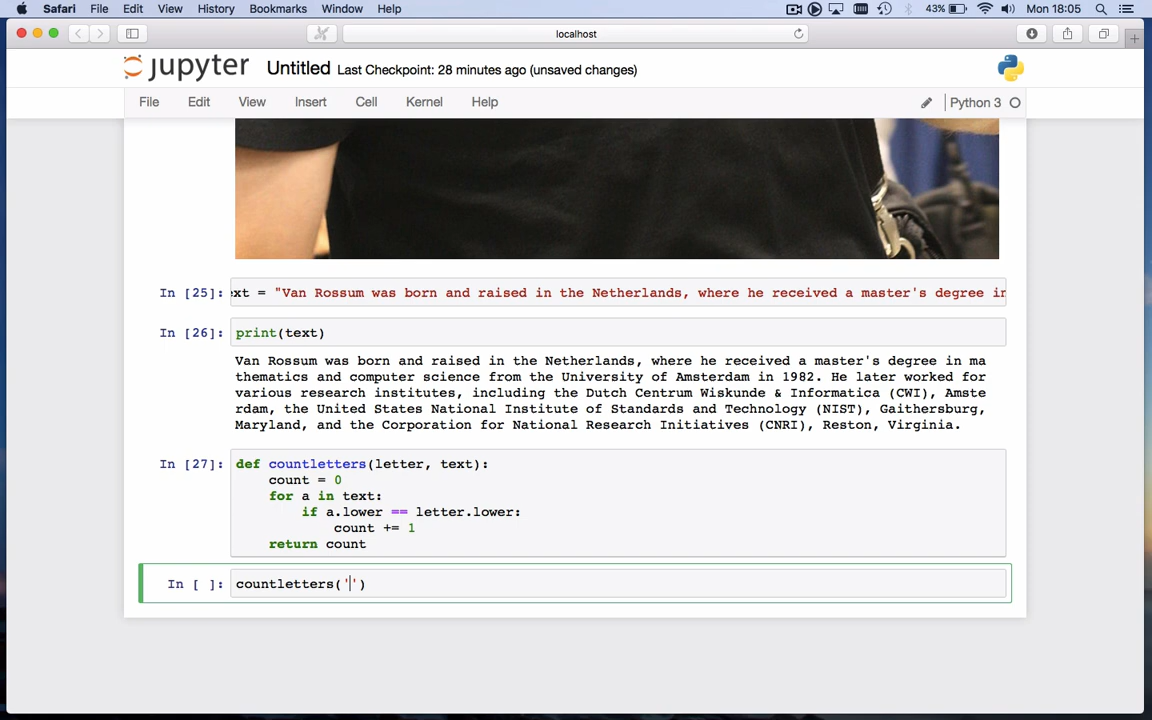 Safari File Edit View History Bookmarks Window Help 43% Mon 18:05
localhost
jupyter Untitled Last Checkpoint: 28 minutes ago (unsaved changes)
File Edit View Insert Cell Kernel Help Python 3
In [25]: ext = "Van Rossum was born and raised in the Netherlands, where he received a master's degree in
In [26]: print(text)
Van Rossum was born and raised in the Netherlands, where he received a master's degree in ma
thematics and computer science from the University of Amsterdam in 1982. He later worked for
various research institutes, including the Dutch Centrum Wiskunde & Informatica (CWI), Amste
rdam, the United States National Institute of Standards and Technology (NIST), Gaithersburg,
Maryland, and the Corporation for National Research Initiatives (CNRI), Reston, Virginia.
In [27]: def countletters(letter, text):
count = 0
for a in text:
if a.lower == letter.lower:
count += 1
return count
In [ ]: countletters('')